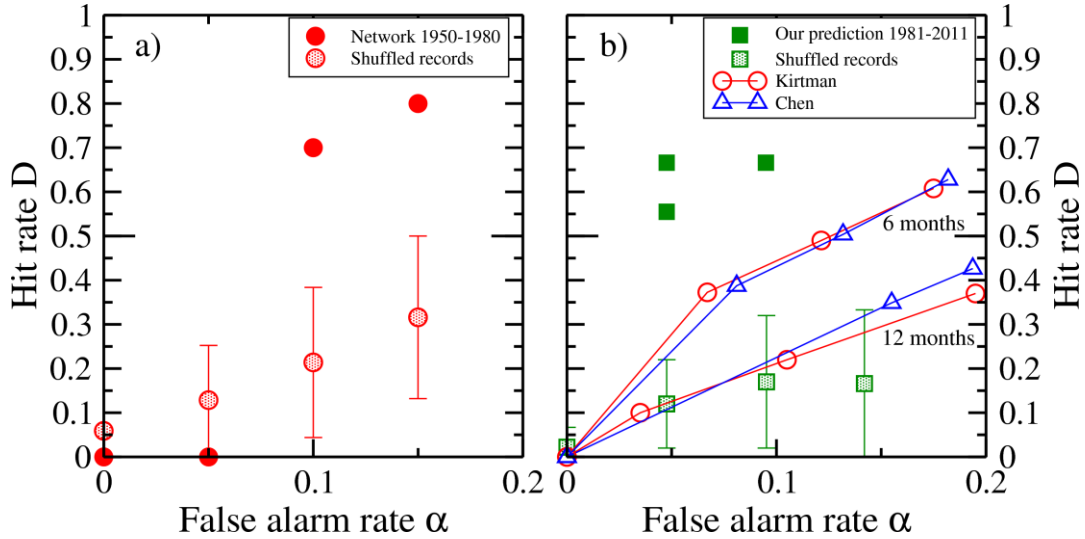 a)
Network 1950-1980
Shuffled records
1
0.9
0.8
0.7
0.6
0.5
0.4
0.3
0.2
0.1
0
Hit rate D
0
0.1
0.2
False alarm rate α
b)
Our prediction 1981-2011
Shuffled records
Kirtman
Chen
6 months
12 months
1
0.9
0.8
0.7
0.6
0.5
0.4
0.3
0.2
0.1
0
Hit rate D
0
0.1
0.2
False alarm rate α